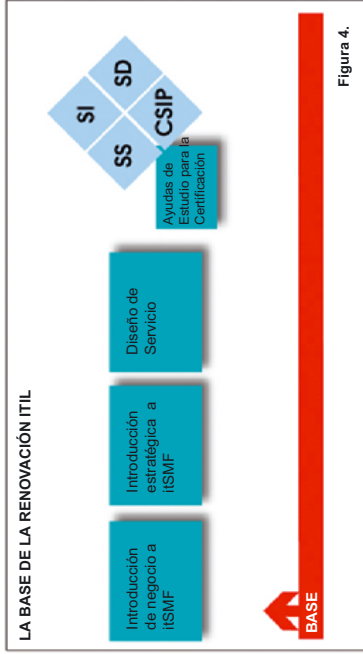 LA BASE DE LA RENOVACIÓN ITIL
Introducción
de negocio a
itSMF
Introducción
estratégica a
itSMF
Diseño de
Servicio
Ayudas de
Estudio para la
Certificación
SS
SI
CSIP
SD
BASE
Figura 4.